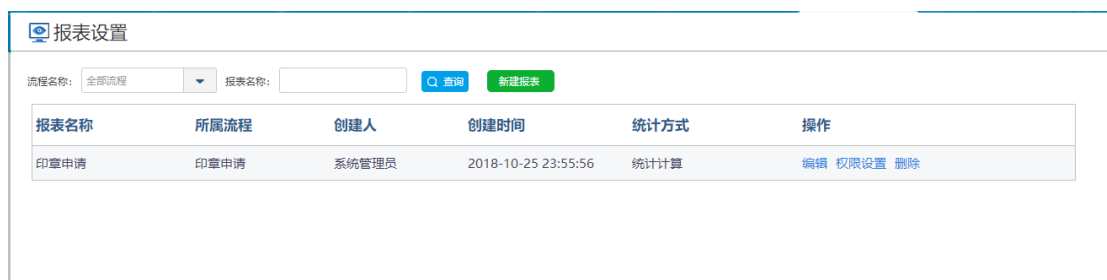 报表设置
流程名称: 全部流程 报表名称: 查询 新建报表
报表名称 所属流程 创建人 创建时间 统计方式 操作
印章申请 印章申请 系统管理员 2018-10-25 23:55:56 统计计算 编辑 权限设置 删除